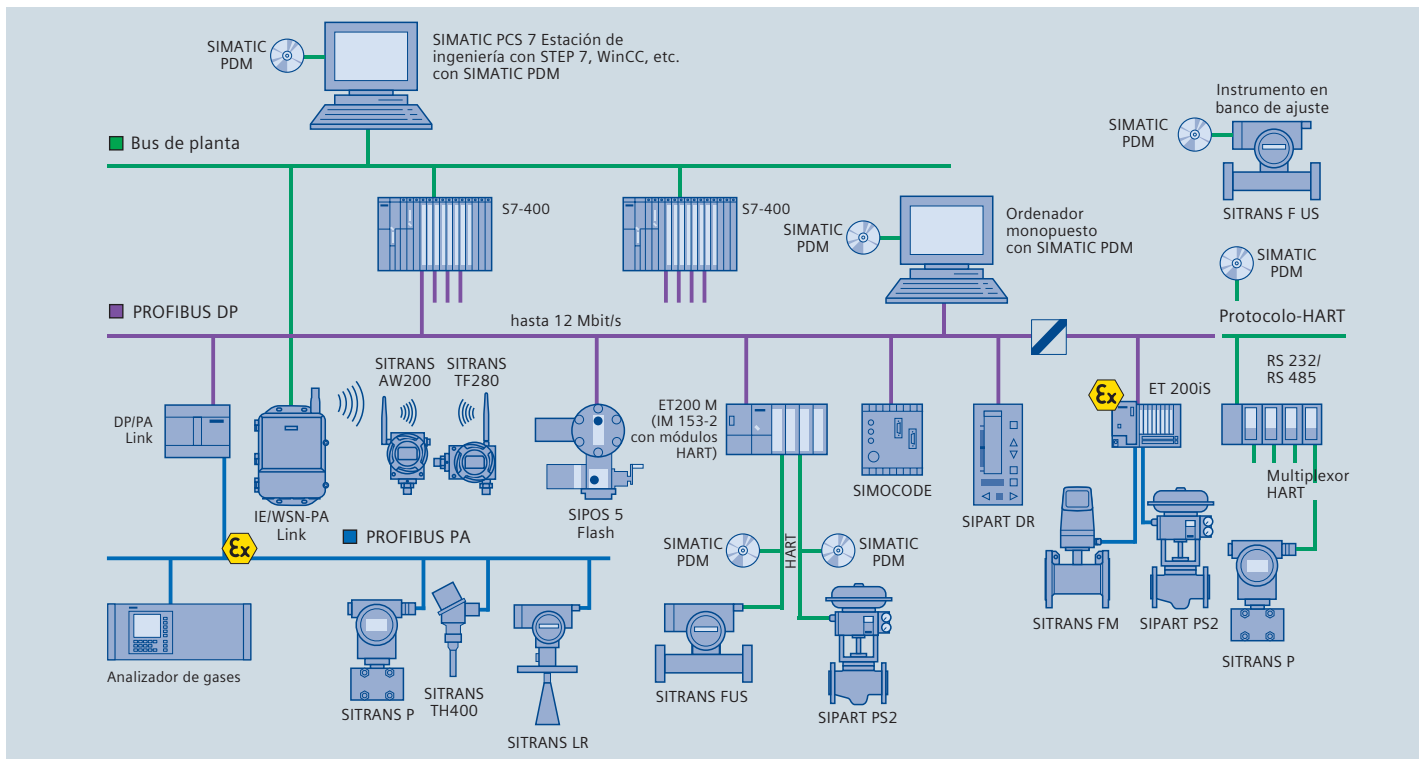 SIMATIC
PDM
SIMATIC PCS 7 Estación de
ingeniería con STEP 7, WinCC, etc.
con SIMATIC PDM
Instrumento en
banco de ajuste
SIMATIC
PDM
SITRANS F US
Bus de planta
S7-400
S7-400
SIMATIC
PDM
Ordenador
monopuesto
con SIMATIC PDM
SIMATIC
PDM
PROFIBUS DP
hasta 12 Mbit/s
Protocolo-HART
RS 232/
RS 485
DP/PA
Link
SITRANS
AW200
SITRANS
TF280
ET200 M
(IM 153-2
con módulos
HART)
Ex
ET 200iS
IE/WSN-PA
Link
SIPOS 5
Flash
SIMOCODE
SIPART DR
Multiplexor
HART
Ex
PROFIBUS PA
SIMATIC
PDM
HART
SIMATIC
PDM
Analizador de gases
SITRANS P
SITRANS
TH400
SITRANS LR
SITRANS FUS
SIPART PS2
SITRANS FM
SIPART PS2
SITRANS P